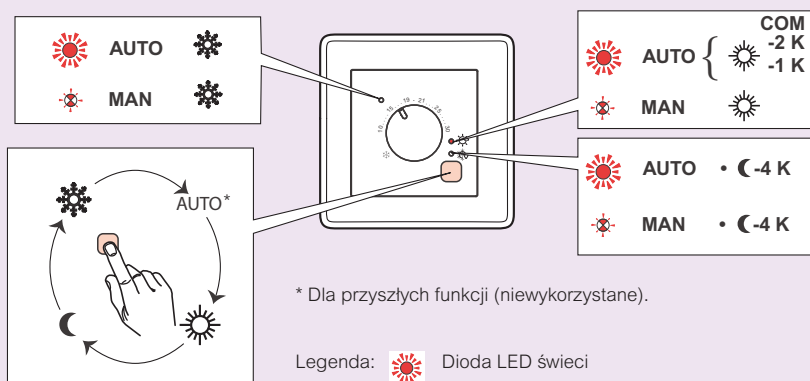 AUTO
MAN
COM
-2 K
AUTO
-1 K
MAN
AUTO • -4 K
MAN • -4 K
AUTO*
* Dla przyszłych funkcji (niewykorzystane).
Legenda: Dioda LED świeci